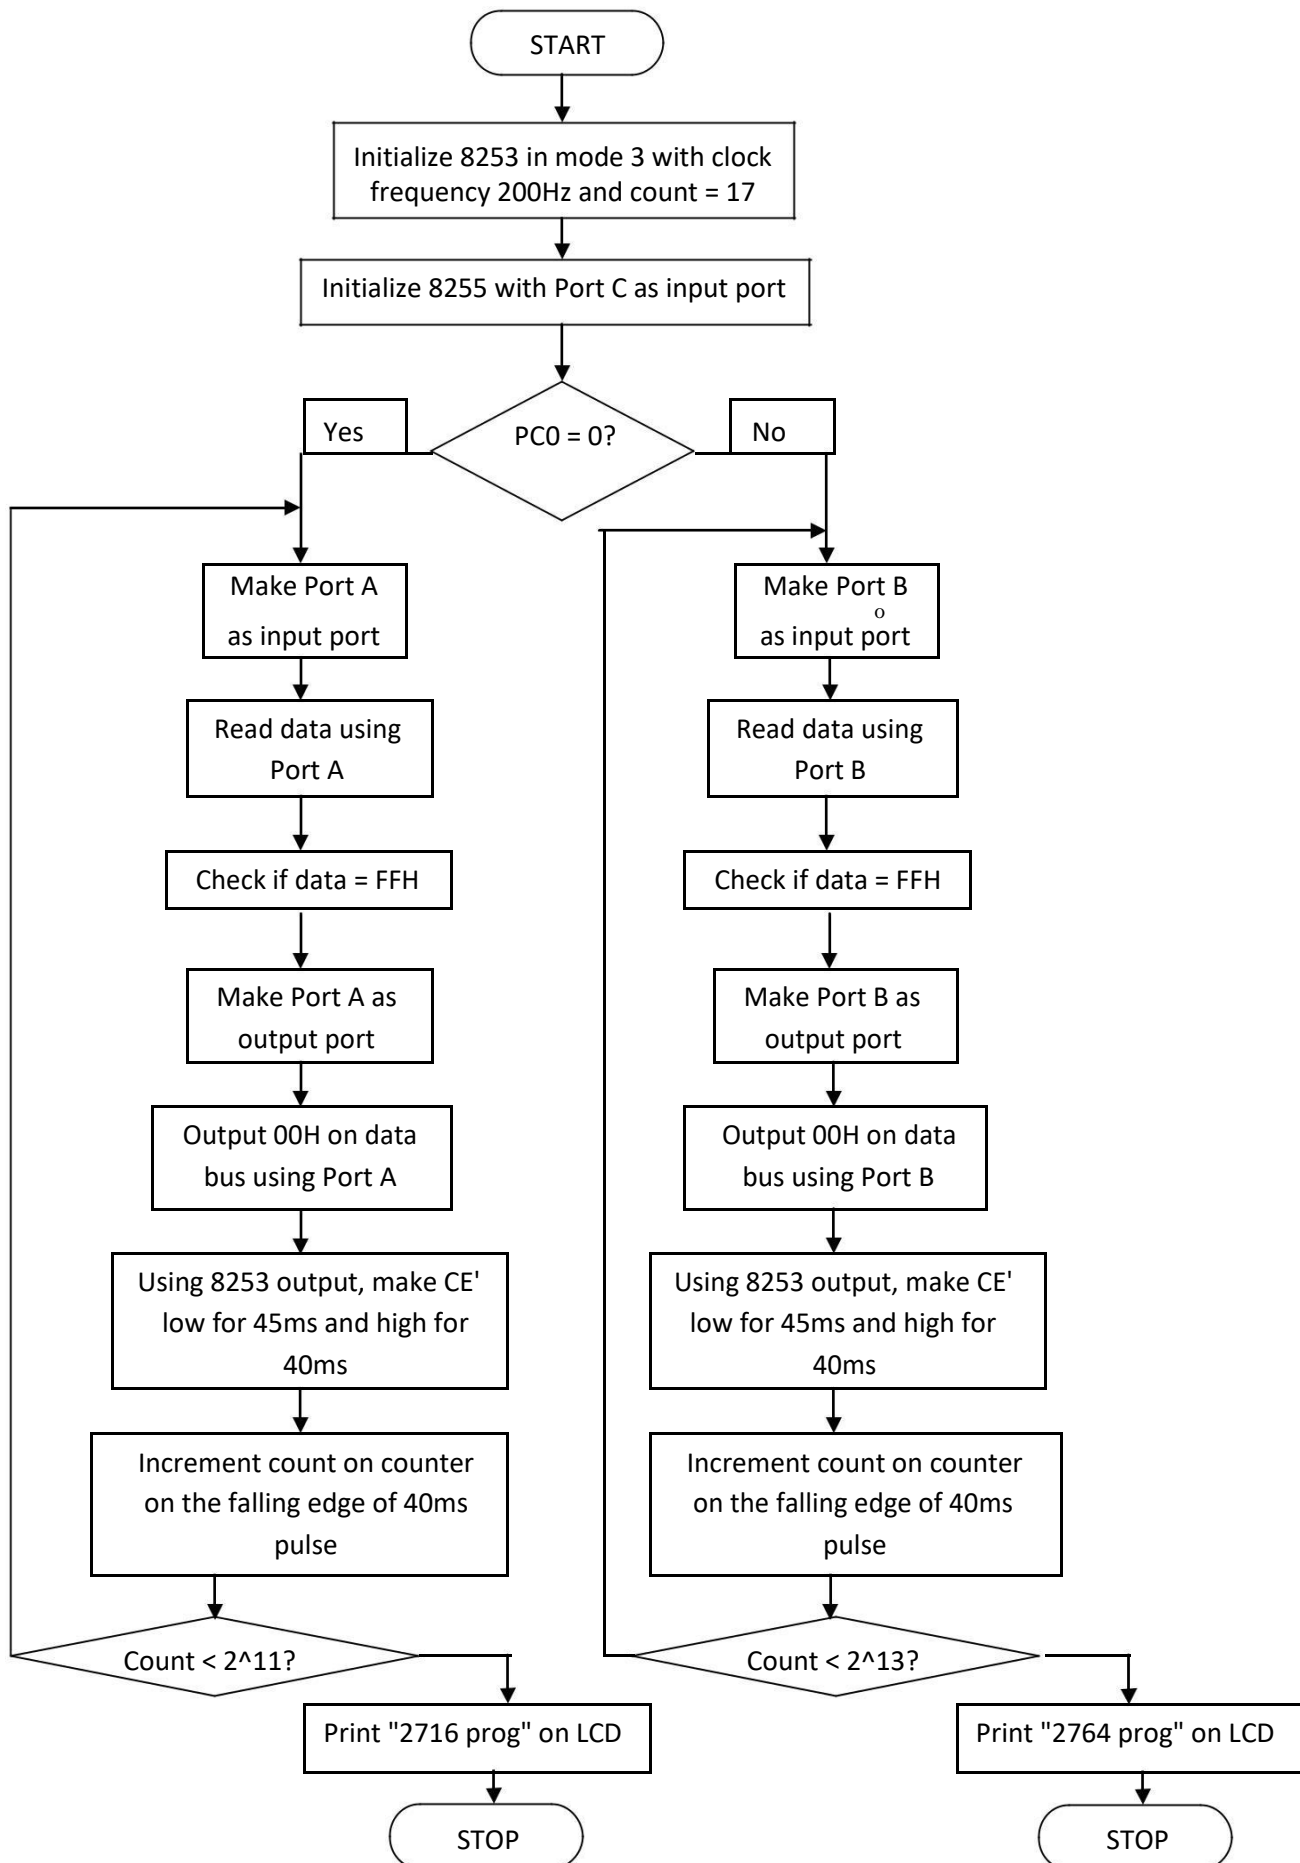 START
Initialize 8253 in mode 3 with clock
frequency 200Hz and count = 17
Initialize 8255 with Port C as input port
PC0 = 0?
Yes
No
Make Port A
as input port
Read data using
Port A
Check if data = FFH
Make Port A as
output port
Output 00H on data
bus using Port A
Using 8253 output, make CE'
low for 45ms and high for
40ms
Increment count on counter
on the falling edge of 40ms
pulse
Count < 2^11?
Print "2716 prog" on LCD
STOP
Make Port B
o
as input port
Read data using
Port B
Check if data = FFH
Make Port B as
output port
Output 00H on data
bus using Port B
Using 8253 output, make CE'
low for 45ms and high for
40ms
Increment count on counter
on the falling edge of 40ms
pulse
Count < 2^13?
Print "2764 prog" on LCD
STOP